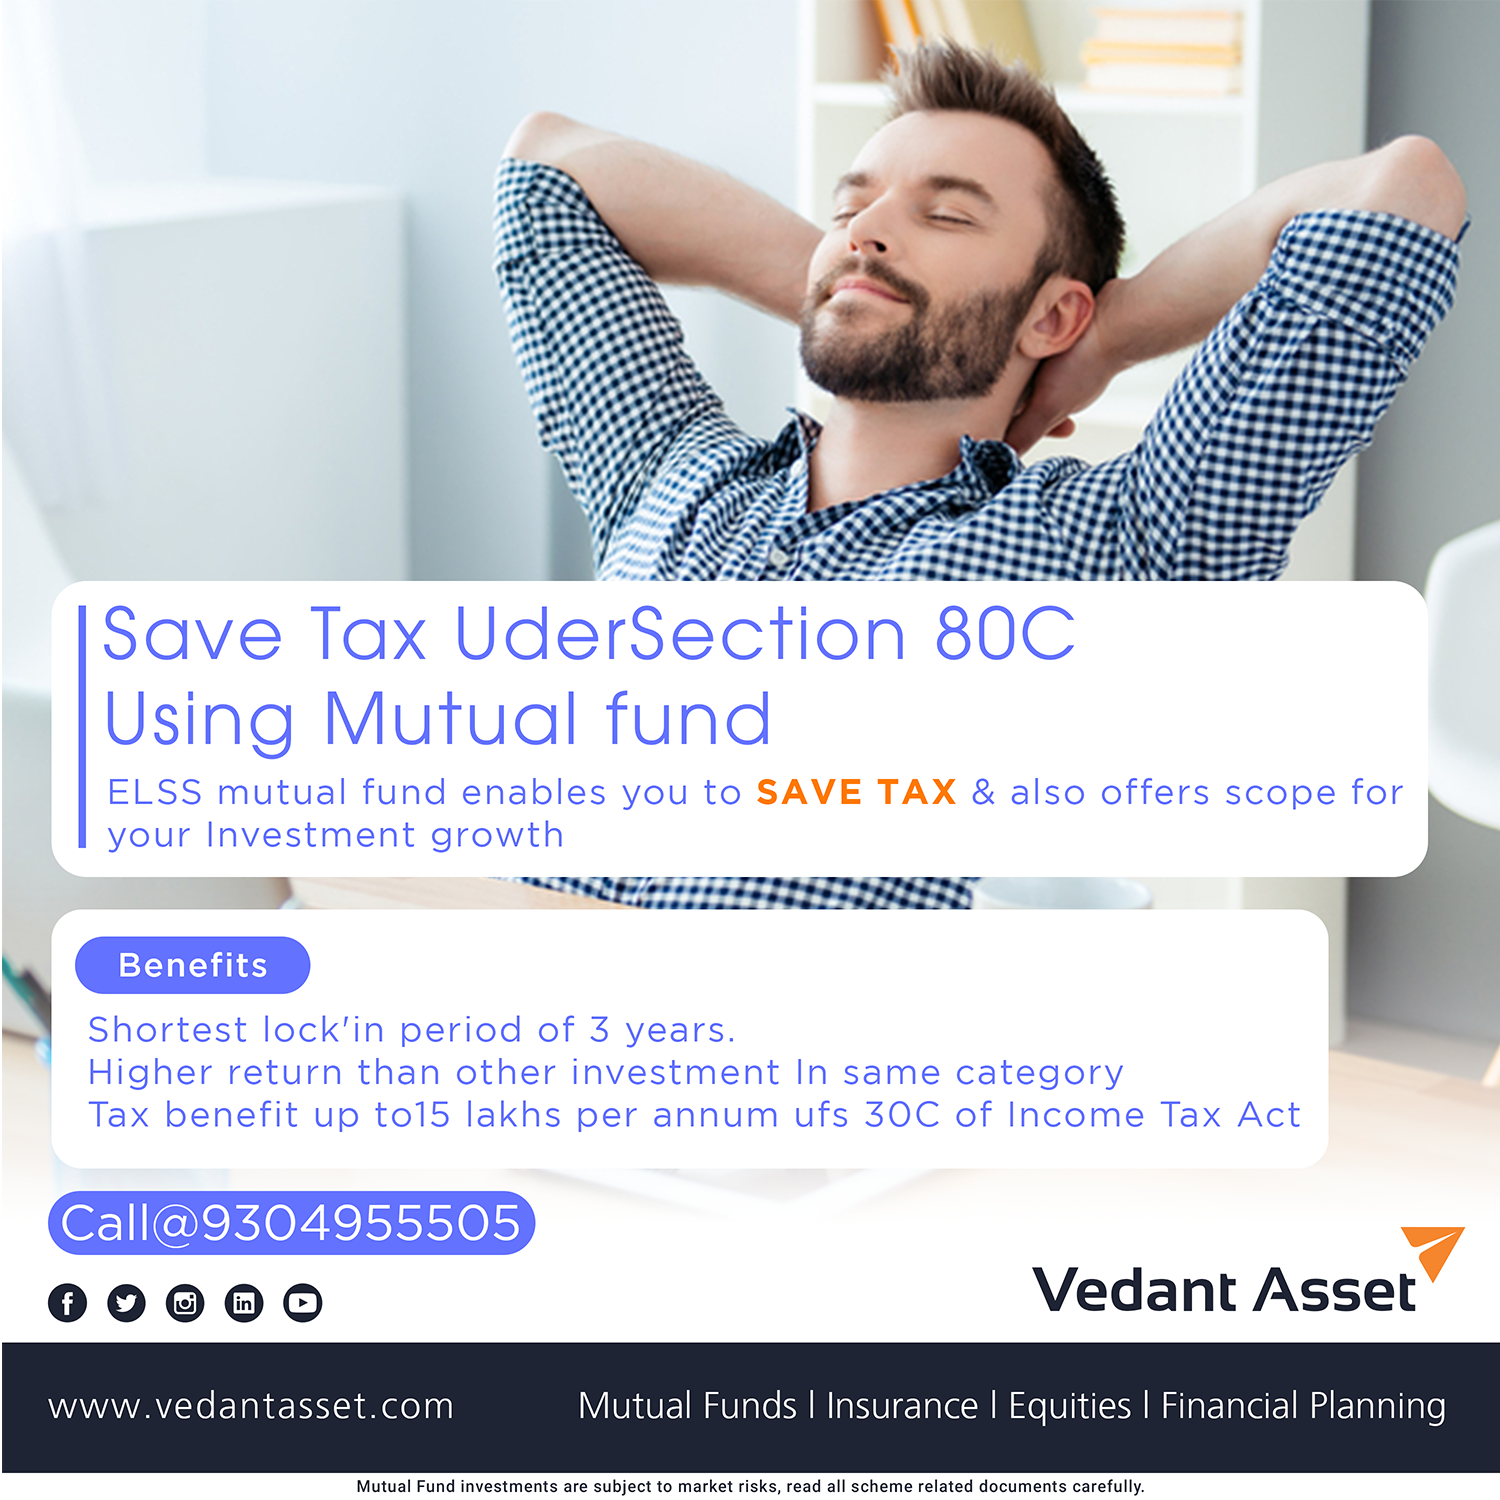 Save Tax UderSection 80C
Using Mutual fund
ELSS mutual fund enables you to SAVE TAX & also offers scope for
your Investment growth
Benefits
Shortest lock'in period of 3 years.
Higher return than other investment In same category
Tax benefit up to15 lakhs per annum ufs 30C of Income Tax Act
Call@9304955505
Vedant Asset
www.vedantasset.com
Mutual Funds | Insurance | Equities | Financial Planning
Mutual Fund investments are subject to market risks, read all scheme related documents carefully.